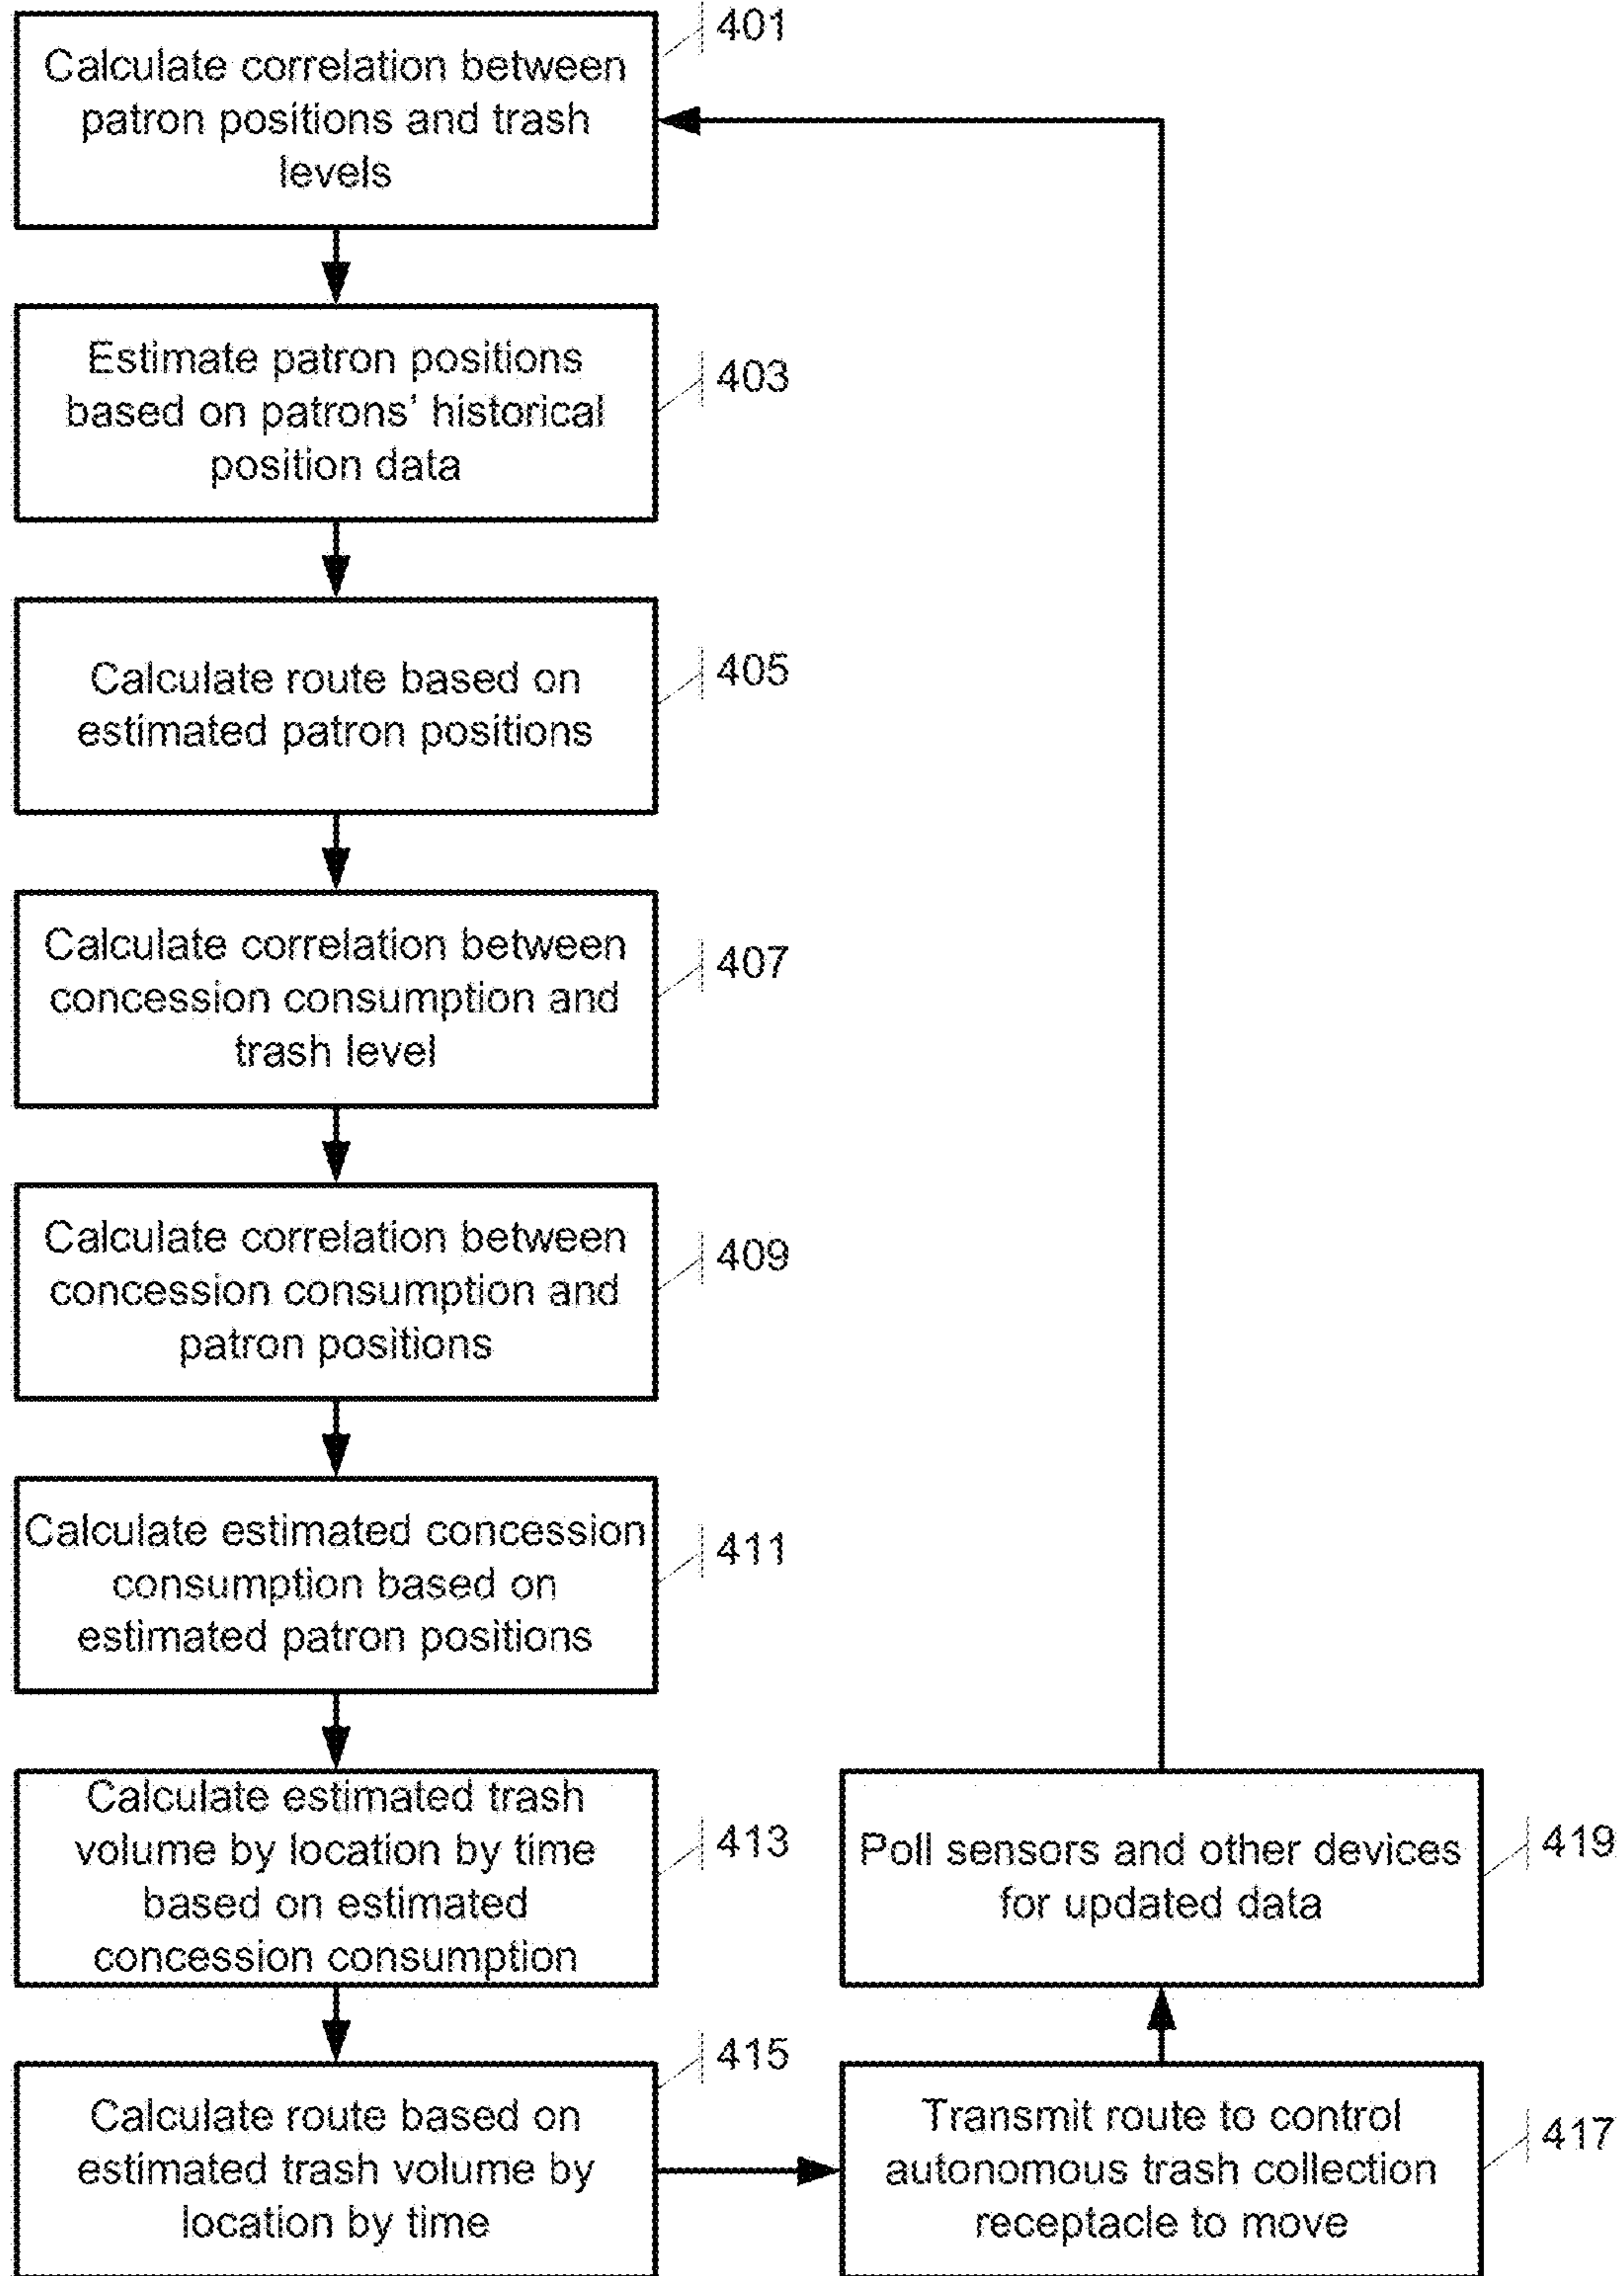 Calculate correlation between
patron positions and trash
levels
401
Estimate patron positions
based on patrons' historical
position data
403
Calculate route based on
estimated patron positions
405
Calculate correlation between
concession consumption and
trash level
407
Calculate correlation between
concession consumption and
patron positions
409
Calculate estimated concession
consumption based on
estimated patron positions
411
Calculate estimated trash
volume by location by time
based on estimated
concession consumption
413
Calculate route based on
estimated trash volume by
location by time
415
Transmit route to control
autonomous trash collection
receptacle to move
417
Poll sensors and other devices
for updated data
419